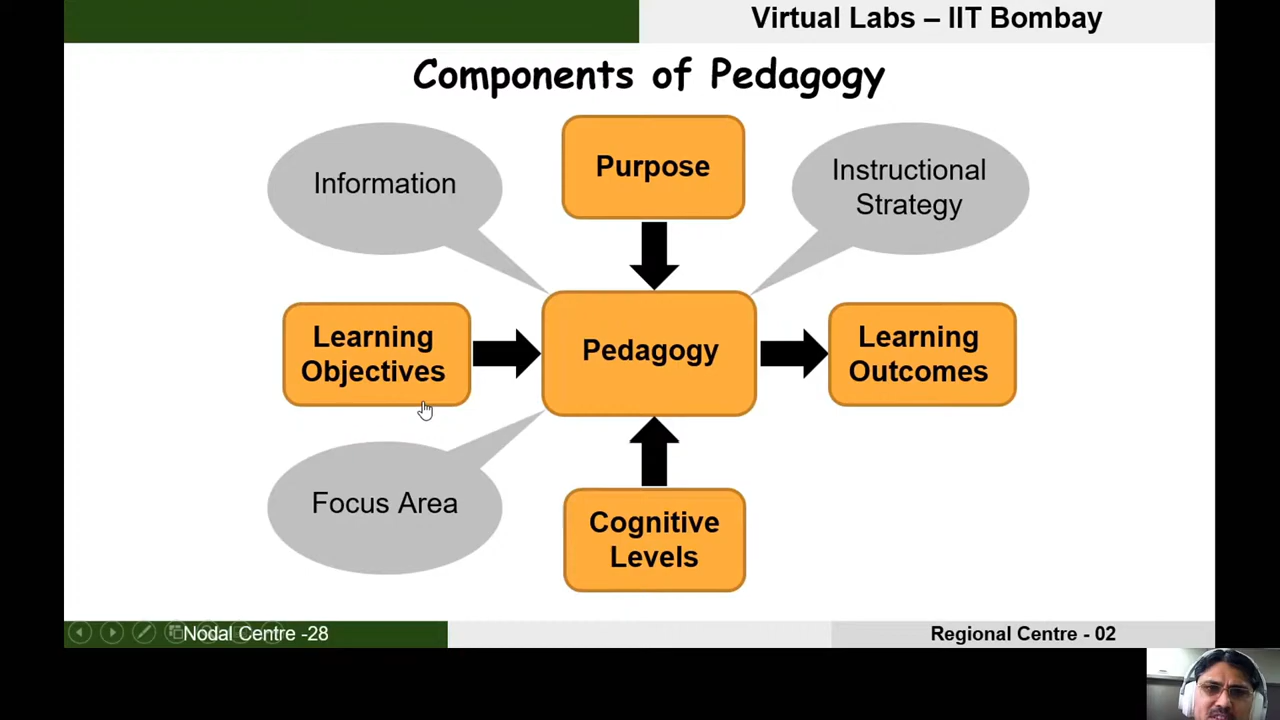 Virtual Labs – IIT Bombay
Components of Pedagogy
Information
Purpose
Instructional
Strategy
Learning
Objectives
Pedagogy
Learning
Outcomes
Focus Area
Cognitive
Levels
Nodal Centre -28
Regional Centre - 02